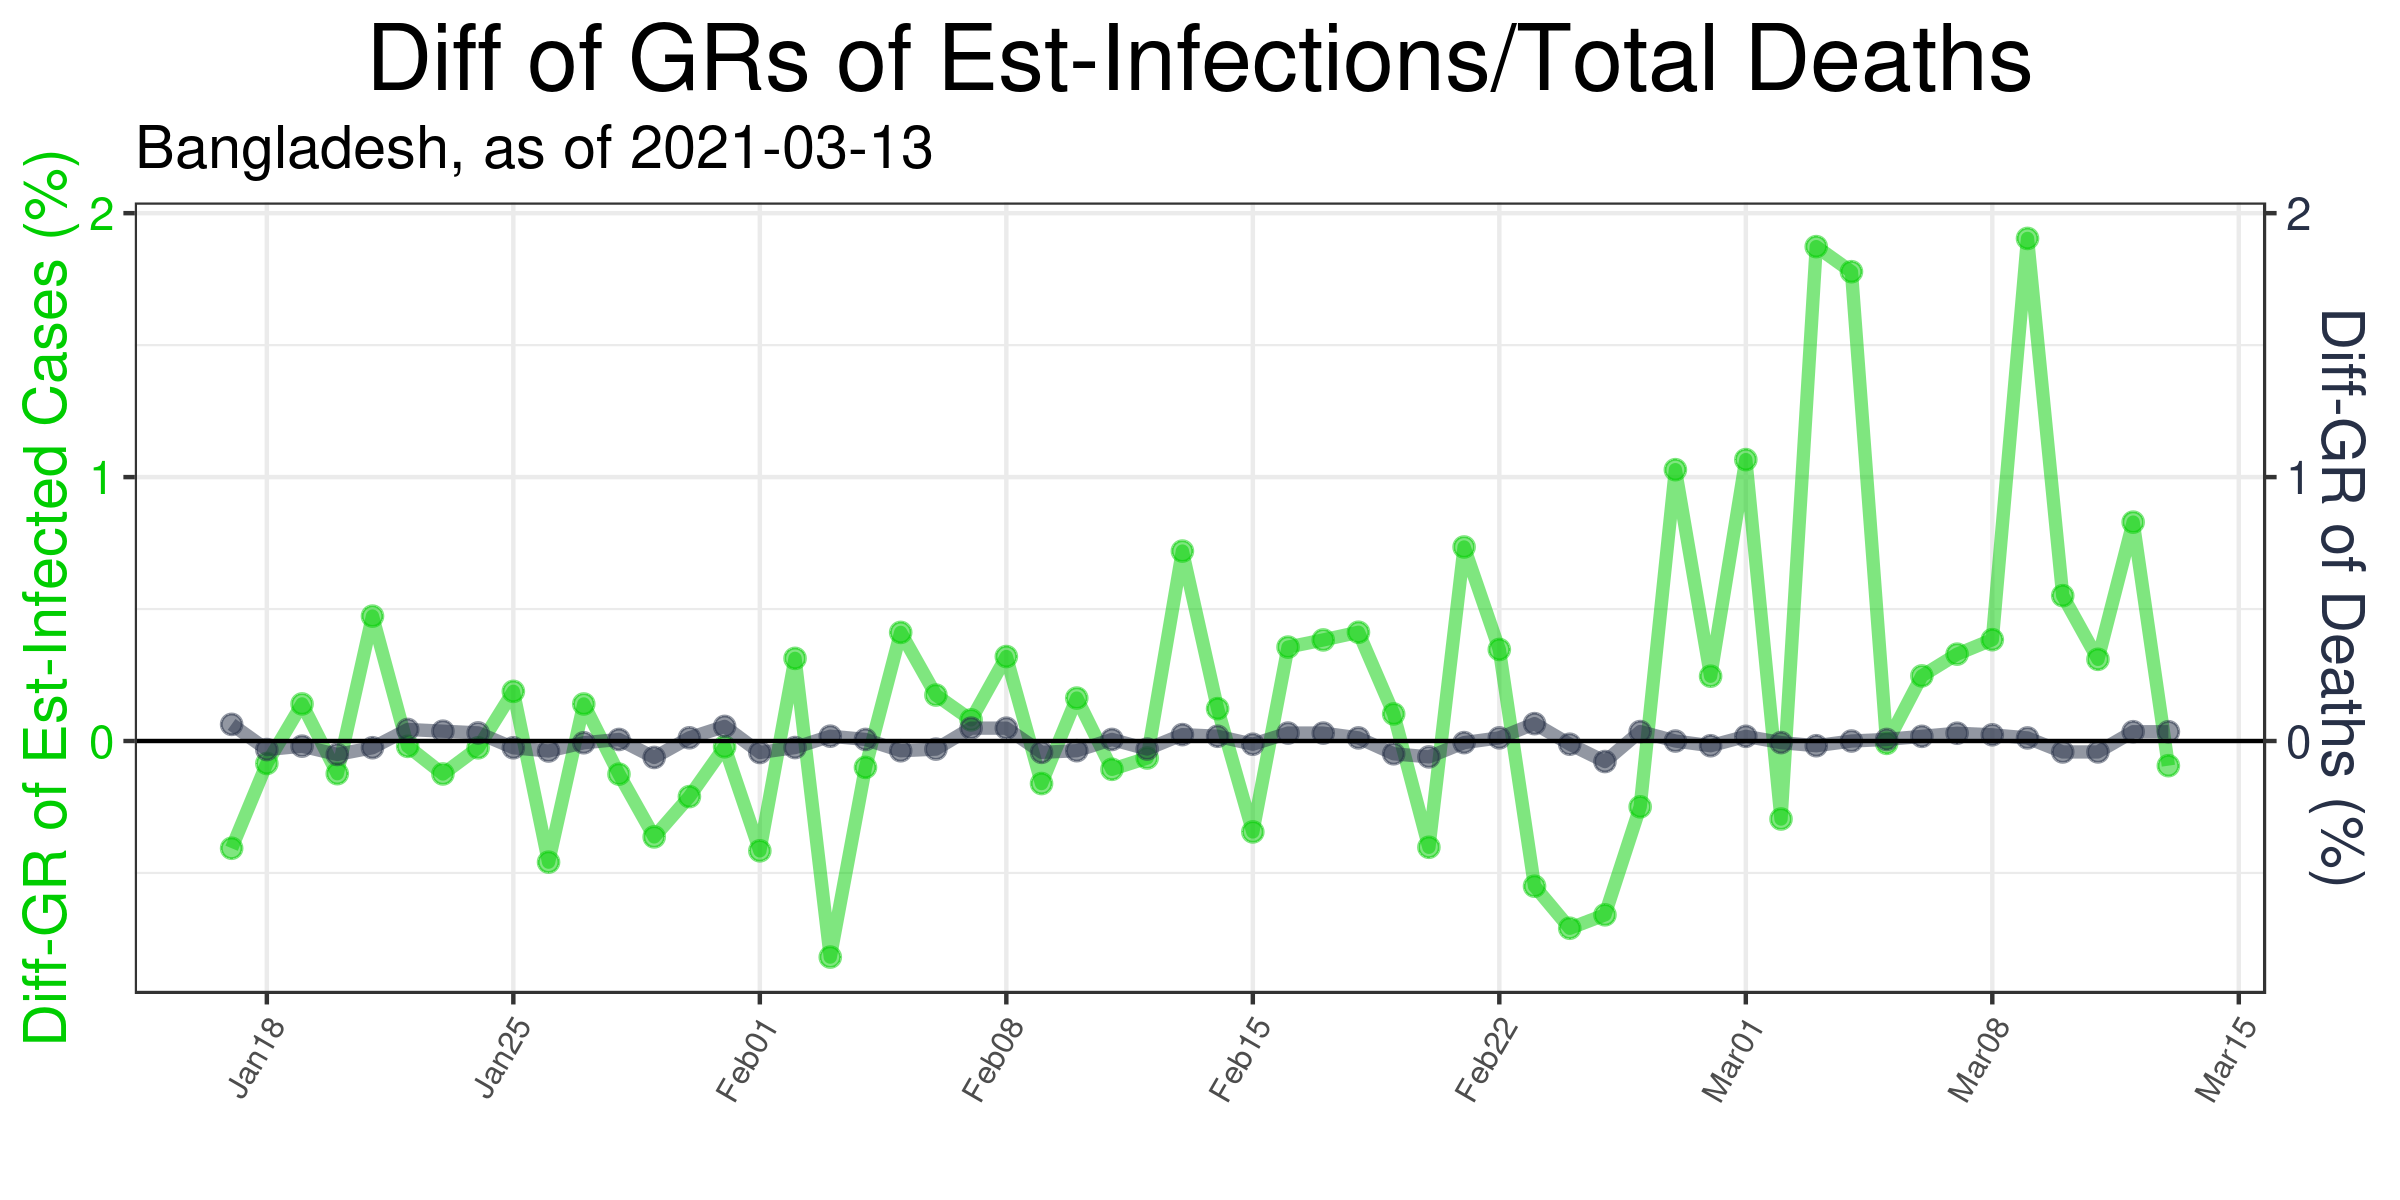 Diff of GRs of Est-Infections/Total Deaths
Bangladesh, as of 2021-03-13
Diff-GR of Est-Infected Cases (%)
2
1
0
2
1
0
Diff-GR of Deaths (%)
Jan18
Jan25
Feb01
Feb08
Feb15
Feb22
Mar01
Mar08
Mar15